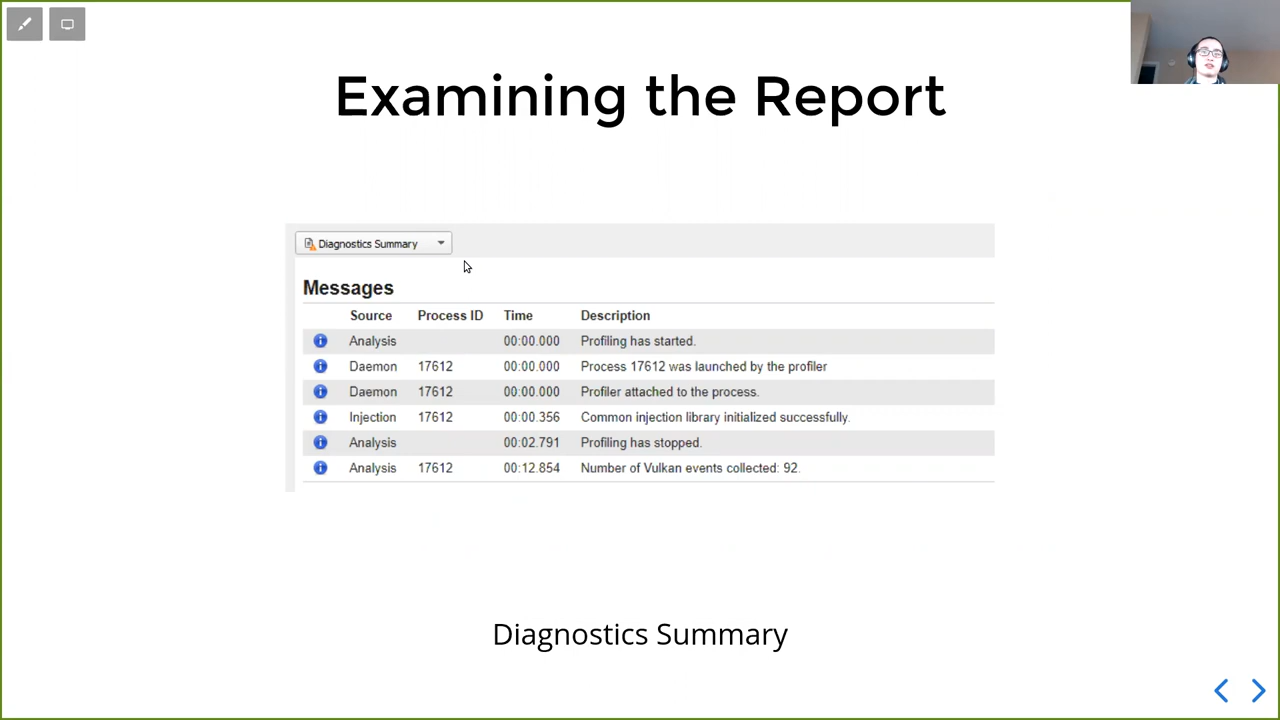 Examining the Report
Diagnostics Summary
Messages
Source Process ID Time Description
Analysis 00:00.000 Profiling has started.
Daemon 17612 00:00.000 Process 17612 was launched by the profiler
Daemon 17612 00:00.000 Profiler attached to the process.
Injection 17612 00:00.356 Common injection library initialized successfully.
Analysis 00:02.791 Profiling has stopped.
Analysis 17612 00:12.854 Number of Vulkan events collected: 92.
Diagnostics Summary